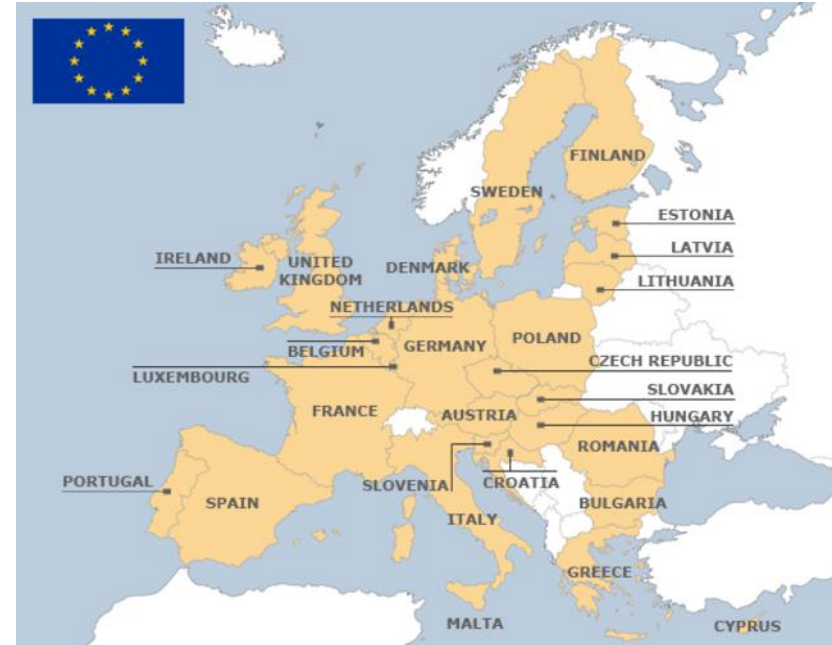 FINLAND
SWEDEN
ESTONIA
LATVIA
LITHUANIA
IRELAND
UNITED
KINGDOM
DENMARK
NETHERLANDS
BELGIUM
LUXEMBOURG
GERMANY
POLAND
CZECH REPUBLIC
SLOVAKIA
HUNGARY
FRANCE
AUSTRIA
ROMANIA
SLOVENIA
CROATIA
PORTUGAL
SPAIN
ITALY
BULGARIA
GREECE
MALTA
CYPRUS